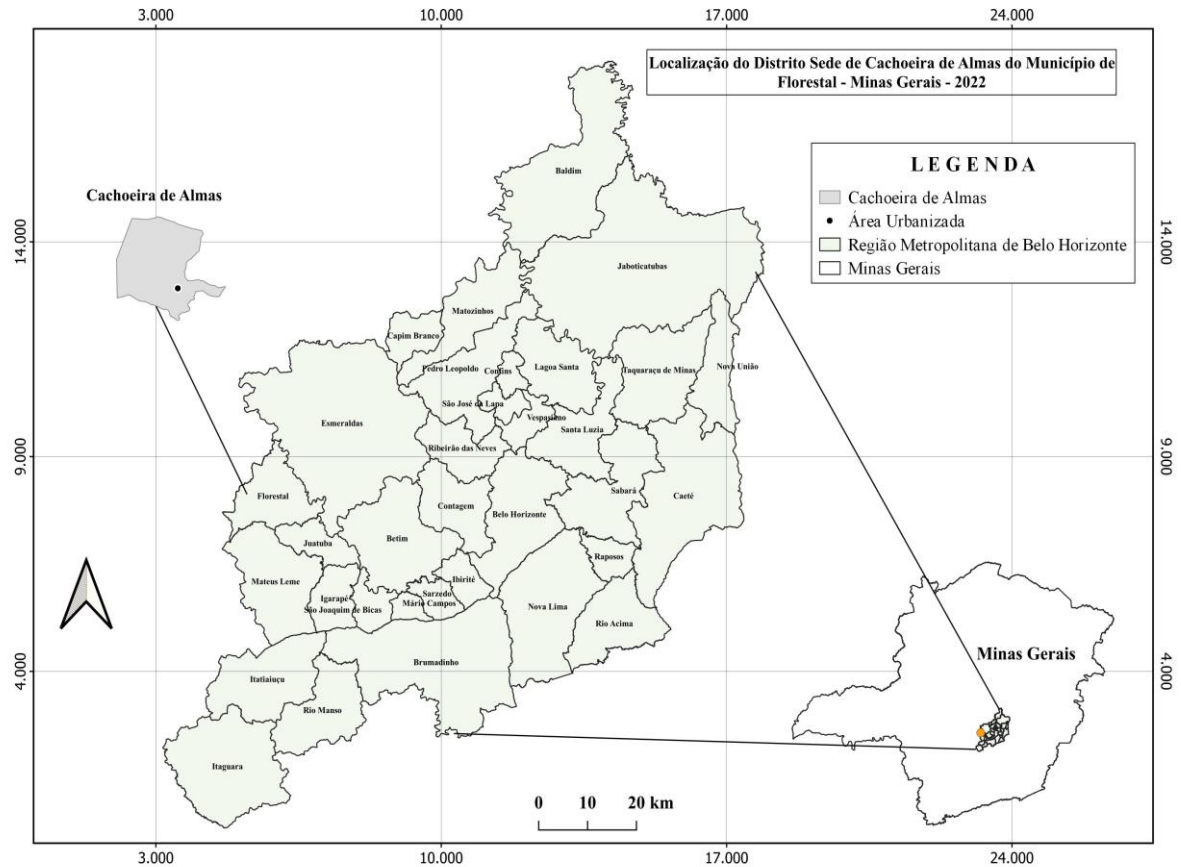 3.000 10.000 17.000 24.000
Localização do Distrito Sede de Cachoeira de Almas do Município de
Florestal - Minas Gerais - 2022
LEGENDA
Cachoeira de Almas
Área Urbanizada
Região Metropolitana de Belo Horizonte
Minas Gerais
Cachoeira de Almas
14.000
14.000
Baldim
Jaboticatubas
Matozinhos
Capim Branco
Pedro Leopoldo
Confins
Lagoa Santa
Taquaraçu de Minas
Nova União
São José da Lapa
Vespasiano
Santa Luzia
Esmeraldas
Ribeirão das Neves
9.000
9.000
Florestal
Sabará
Caeté
Contagem
Belo Horizonte
Juatuba
Betim
Raposos
Mateus Leme
Ibirité
Igarapé
Sarzedo
São Joaquim de Bicas
Mário Campos
Nova Lima
Rio Acima
Minas Gerais
4.000
4.000
Brumadinho
Itatiaiuçu
Rio Manso
Itaguara
0 10 20 km
3.000 10.000 17.000 24.000